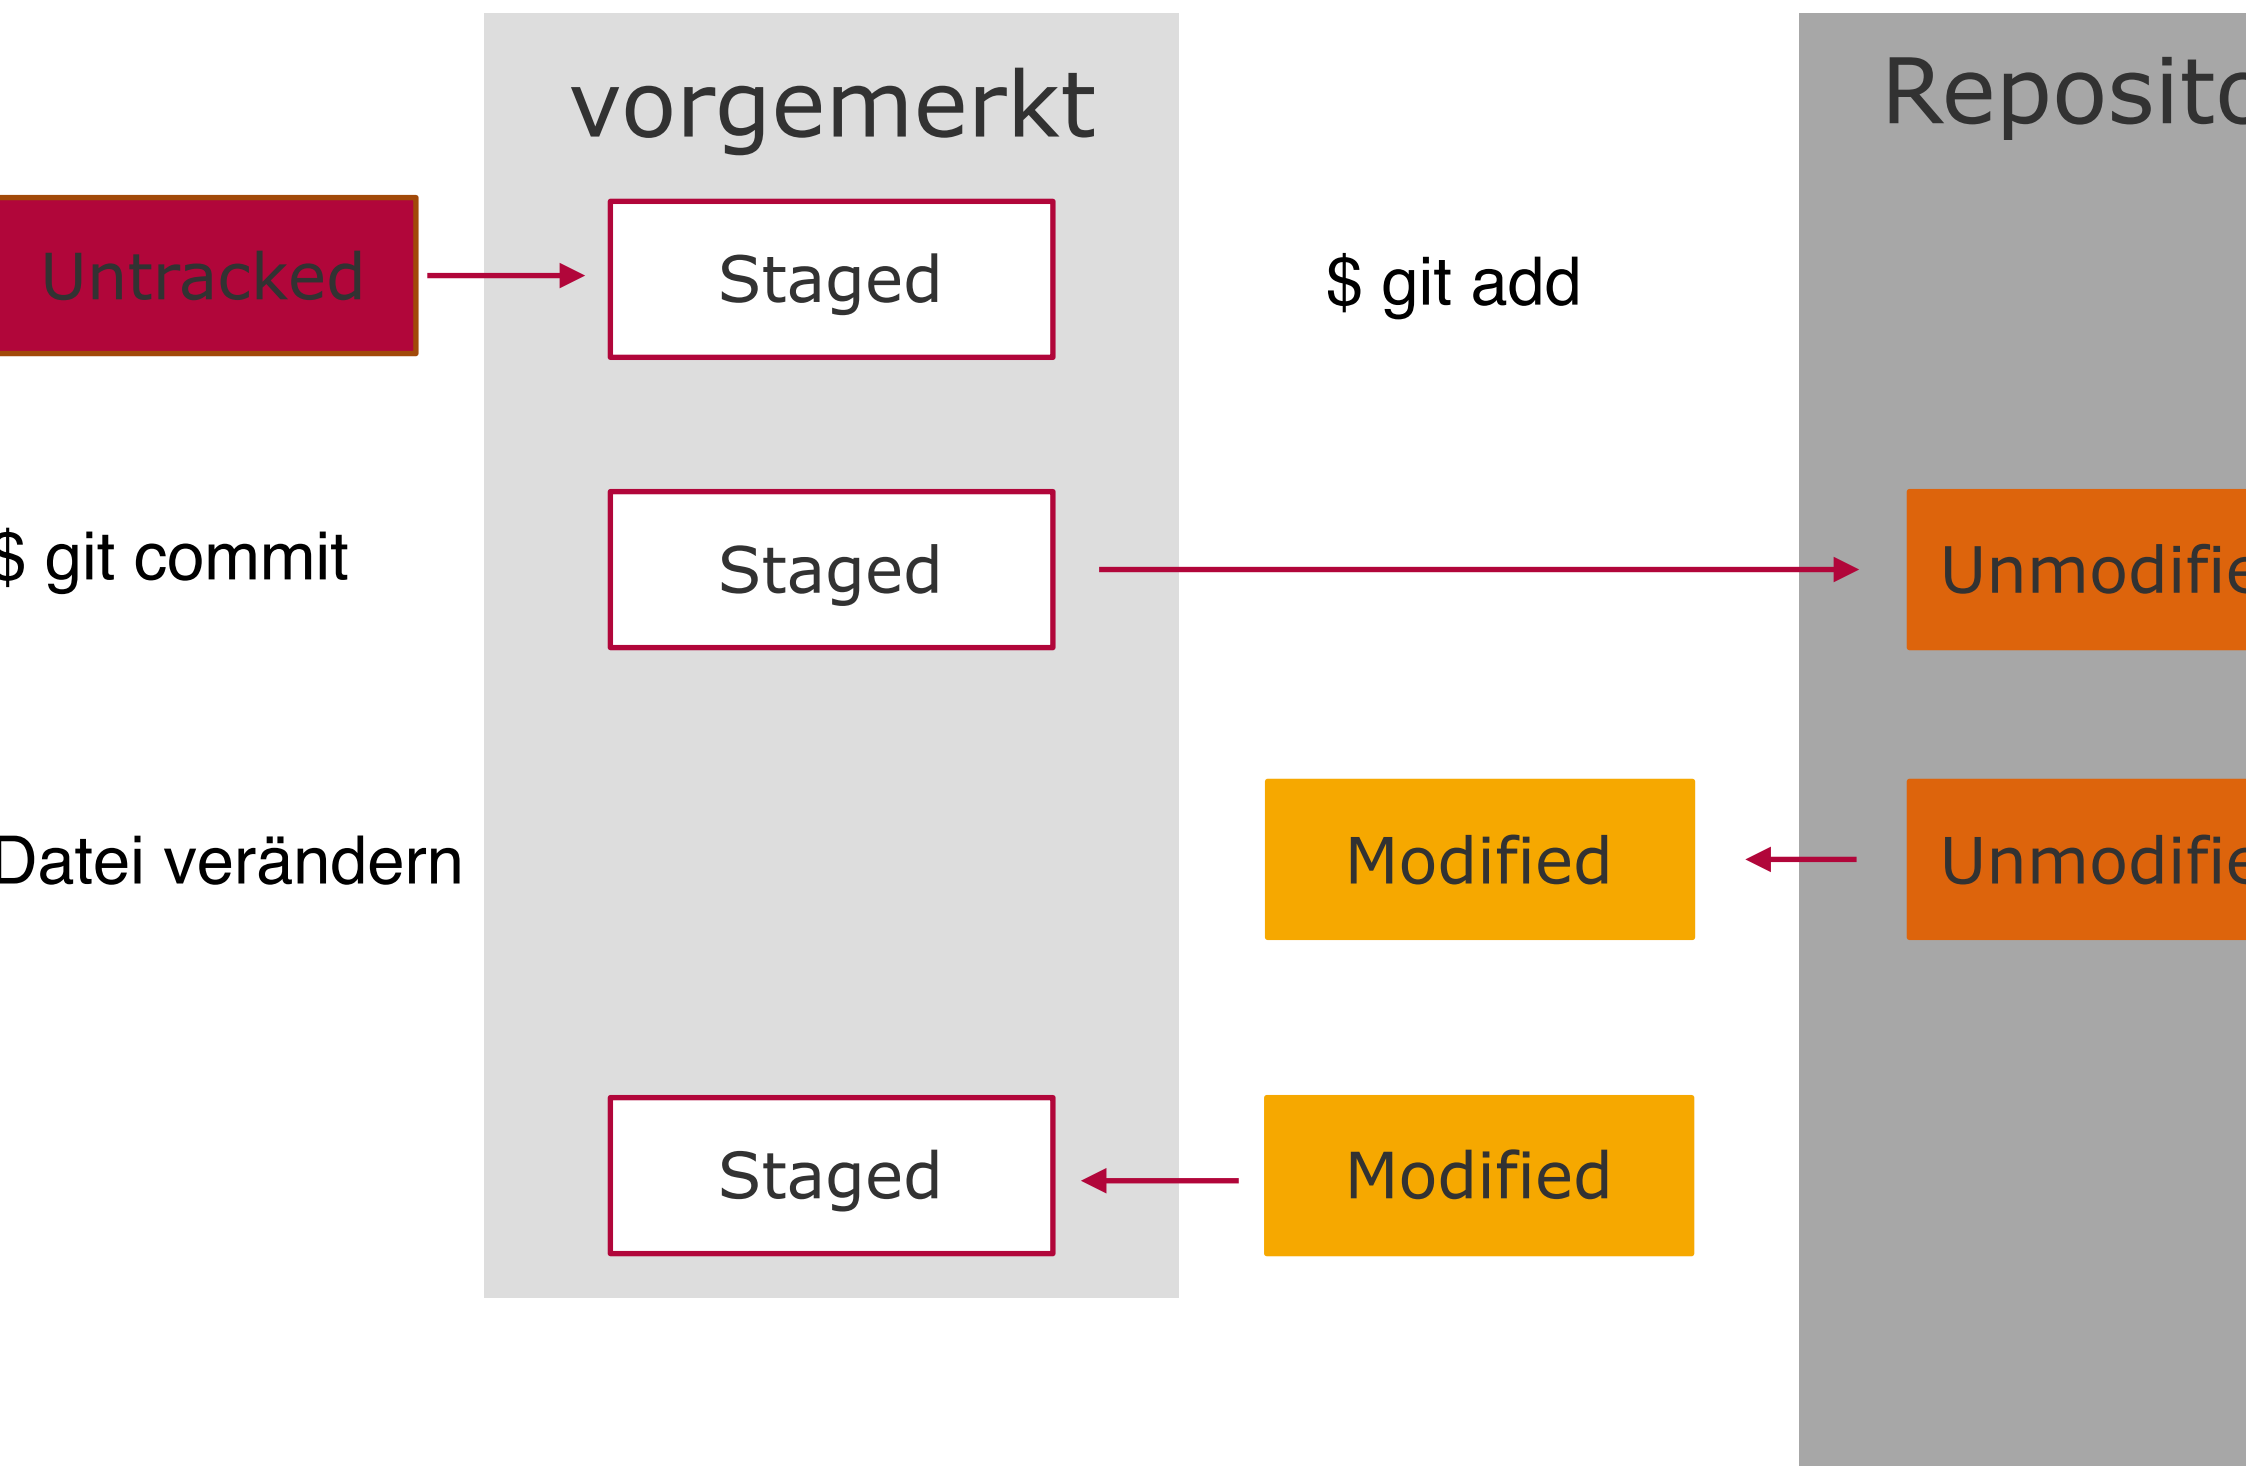 vorgemerkt
Reposito
Untracked
Staged
$ git add
$ git commit
Staged
Unmodifie
Datei verändern
Modified
Unmodifie
Staged
Modified